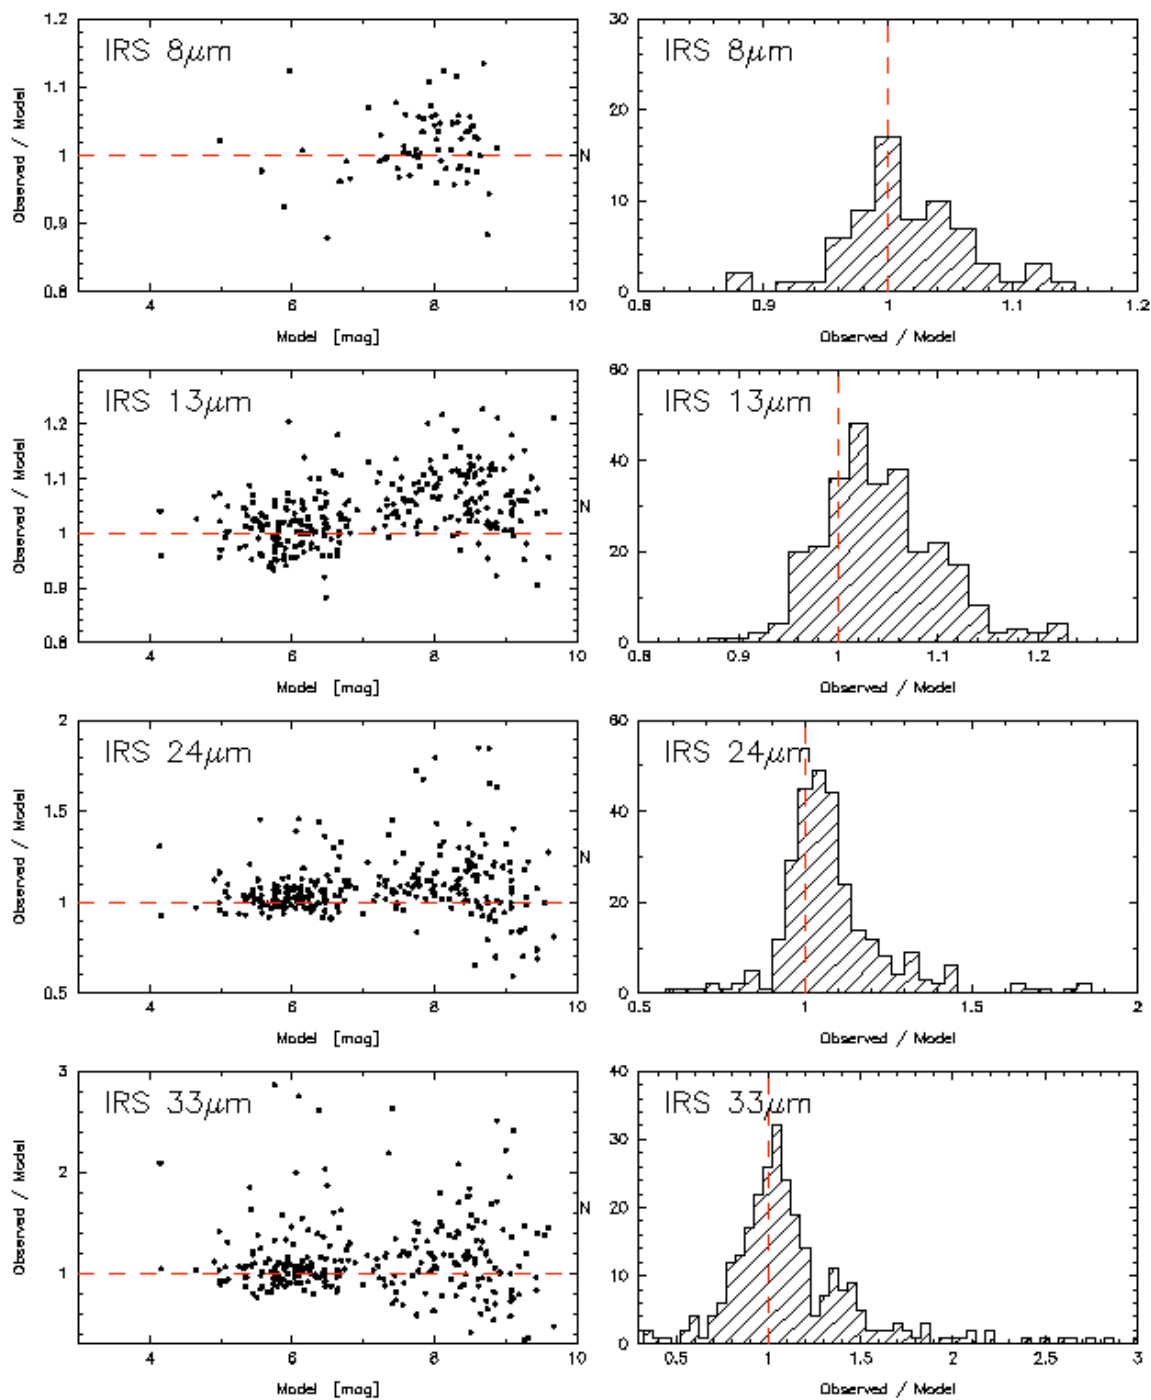 IRS 8μm
1.2
1.1
1
0.9
0.8
Observed / Model
4 6 8 10
Model [mag]
IRS 8μm
30
20
10
0
N
0.8 0.9 1 1.1 1.2
Observed / Model
IRS 13μm
1.2
1.1
1
0.9
0.8
Observed / Model
4 6 8 10
Model [mag]
IRS 13μm
60
40
20
0
N
0.8 0.9 1 1.1 1.2
Observed / Model
IRS 24μm
2
1.5
1
0.5
Observed / Model
4 6 8 10
Model [mag]
IRS 24μm
60
40
20
0
N
0.5 1 1.5 2
Observed / Model
IRS 33μm
3
2
1
Observed / Model
4 6 8 10
Model [mag]
IRS 33μm
40
30
20
10
0
N
0.5 1 1.5 2 2.5 3
Observed / Model